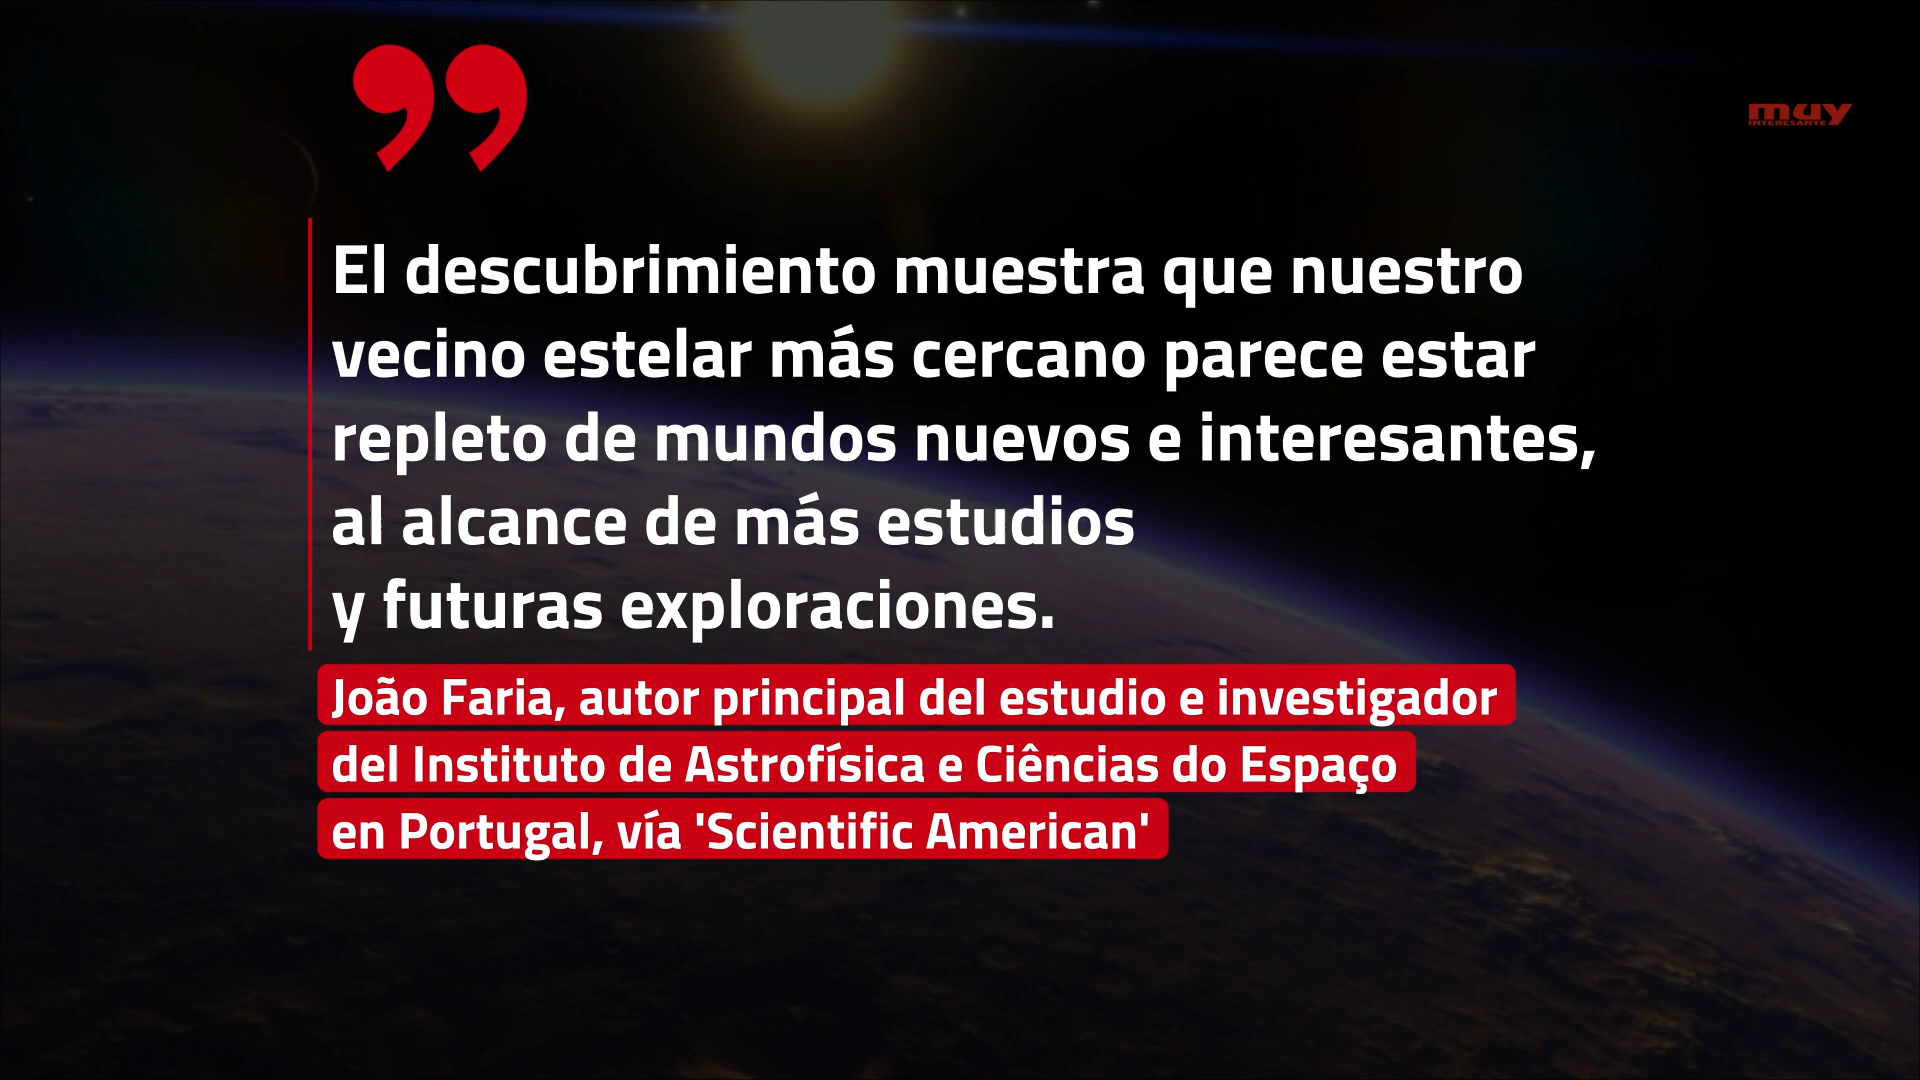 muy
INTERESANTE
El descubrimiento muestra que nuestro
vecino estelar más cercano parece estar
repleto de mundos nuevos e interesantes,
al alcance de más estudios
y futuras exploraciones.
João Faria, autor principal del estudio e investigador
del Instituto de Astrofísica e Ciências do Espaço
en Portugal, vía 'Scientific American'